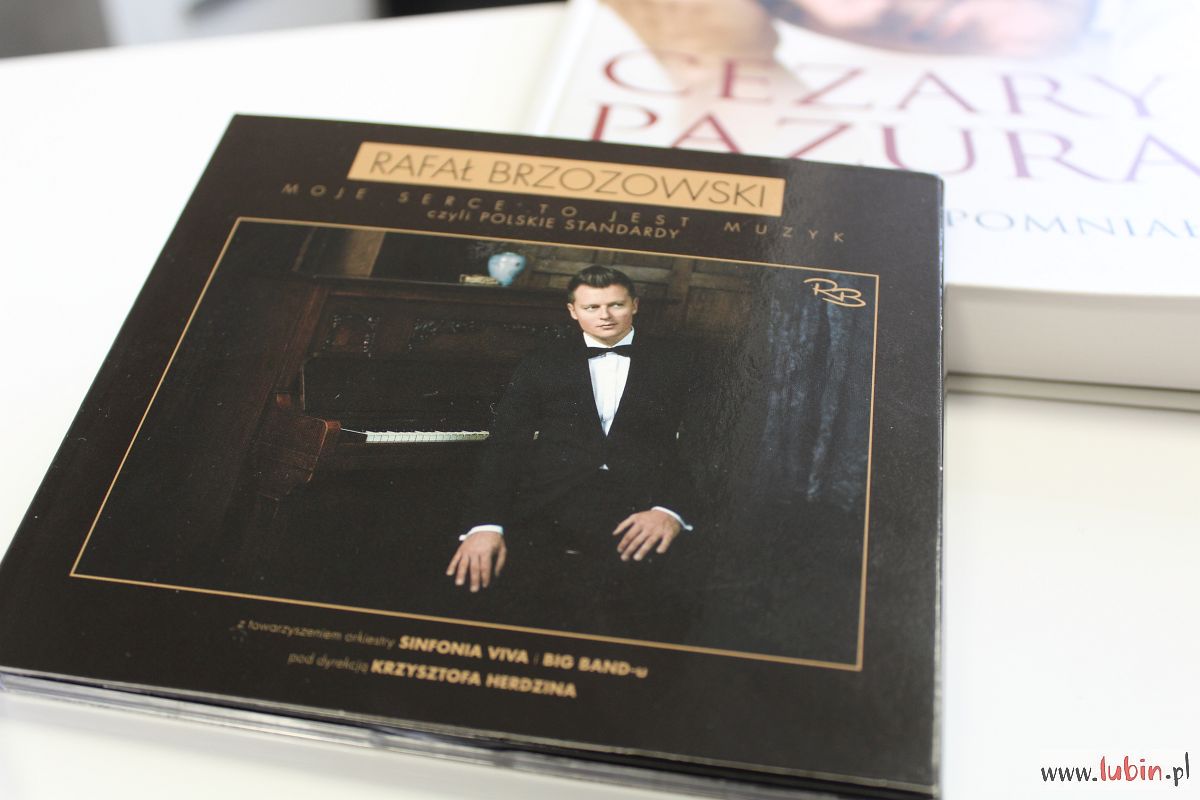 CEZARY
PAZURA
POMNIAŁ
RAFAŁ BRZOZOWSKI
MOJE SERCE TO JEST MUZYK
czyli POLSKIE STANDARDY
RB
z towarzyszeniem orkiestry SINFONIA VIVA i BIG BAND-u
pod dyrekcją KRZYSZTOFA HERDZINA
www.lubin.pl